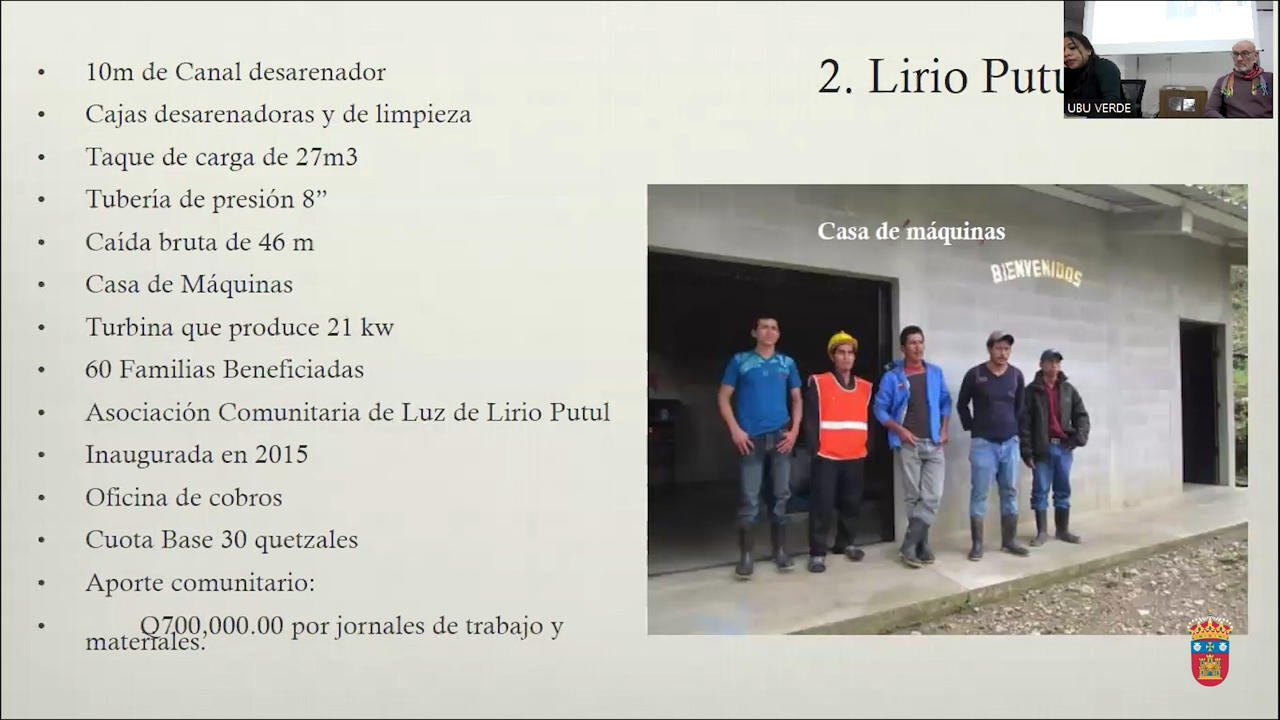 2. Lirio Putu
10m de Canal desarenador
Cajas desarenadoras y de limpieza
Taque de carga de 27m3
Tubería de presión 8”
Caída bruta de 46 m
Casa de Máquinas
Turbina que produce 21 kw
60 Familias Beneficiadas
Asociación Comunitaria de Luz de Lirio Putul
Inaugurada en 2015
Oficina de cobros
Cuota Base 30 quetzales
Aporte comunitario:
Q700,000.00 por jornales de trabajo y
materiales.
Casa de máquinas
BIENVENIDOS
UBU VERDE